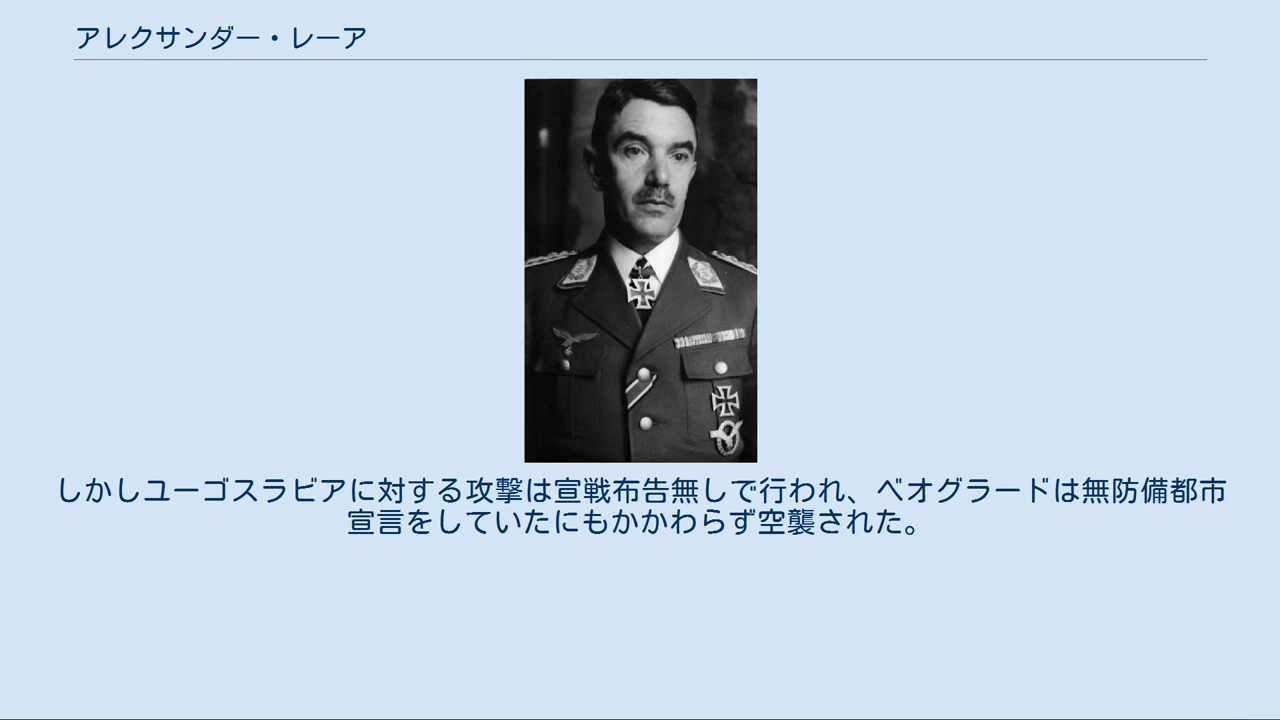 アレクサンダー・レーア
しかしユーゴスラビアに対する攻撃は宣戦布告無しで行われ、ベオグラードは無防備都市
宣言をしていたにもかかわらず空襲された。